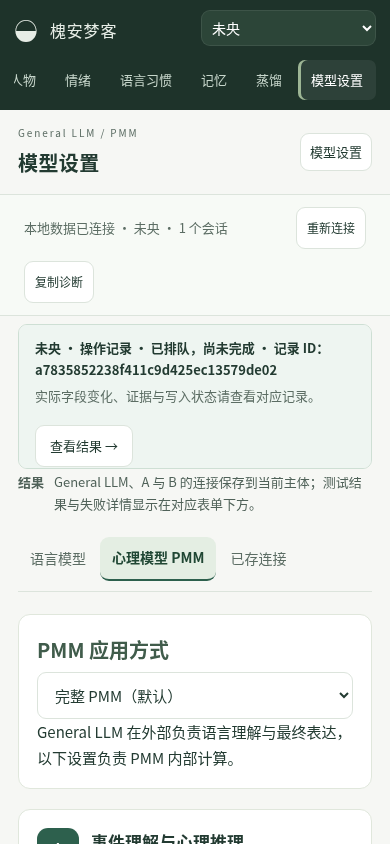 槐安梦客
未央
人物 情绪 语言习惯 记忆 蒸馏 模型设置
General LLM / PMM
模型设置
模型设置
本地数据已连接 · 未央 · 1 个会话
重新连接
复制诊断
未央 · 操作记录 · 已排队，尚未完成 · 记录 ID：
a7835852238f411c9d425ec13579de02
实际字段变化、证据与写入状态请查看对应记录。
查看结果 →
结果 General LLM、A 与 B 的连接保存到当前主体；测试结
果与失败详情显示在对应表单下方。
语言模型 心理模型 PMM 已存连接
PMM 应用方式
完整 PMM（默认）
General LLM 在外部负责语言理解与最终表达，
以下设置负责 PMM 内部计算。
事件理解与心理推理